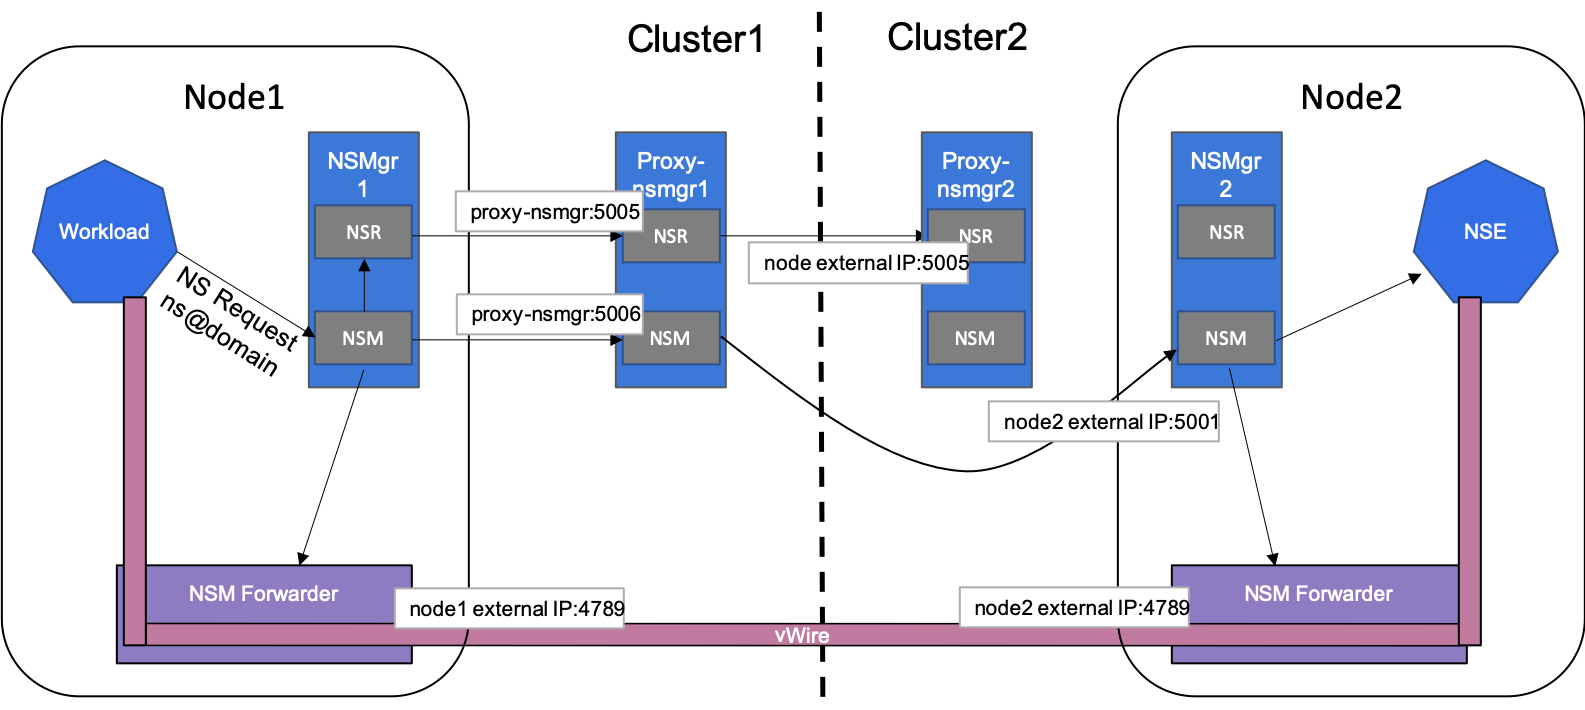 Cluster1
Cluster2
Node1
Node2
NSMgr
1
Proxy-
nsmgr1
Proxy-
nsmgr2
NSMgr
2
Workload
NSR
proxy-nsmgr:5005
NSR
node external IP:5005
NSR
NSR
NSE
NS Request
ns@domain
NSM
proxy-nsmgr:5006
NSM
NSM
NSM
node2 external IP:5001
NSM Forwarder
node1 external IP:4789
node2 external IP:4789
NSM Forwarder
vWire